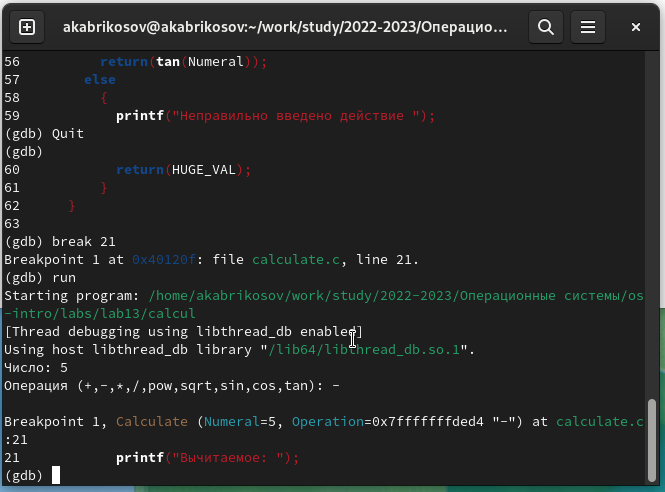 akabrikosov@akabrikosov:~/work/study/2022-2023/Операцио...
56 return(tan(Numeral));
57 else
58 {
59 printf("Неправильно введено действие ");
(gdb) Quit
(gdb)
60 return(HUGE_VAL);
61 }
62 }
63
(gdb) break 21
Breakpoint 1 at 0x40120f: file calculate.c, line 21.
(gdb) run
Starting program: /home/akabrikosov/work/study/2022-2023/Операционные системы/os
-intro/labs/lab13/calcul
[Thread debugging using libthread_db enabled]
Using host libthread_db library "/lib64/libthread_db.so.1".
Число: 5
Операция (+,-,*,/,pow,sqrt,sin,cos,tan): -
Breakpoint 1, Calculate (Numeral=5, Operation=0x7fffffffded4 "-") at calculate.c
:21
21 printf("Вычитаемое: ");
(gdb)